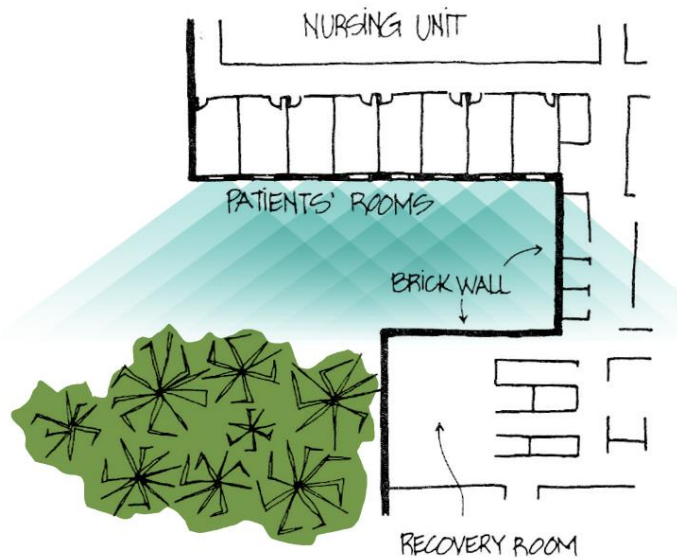 NURSING UNIT
PATIENTS' ROOMS
BRICK WALL
RECOVERY ROOM